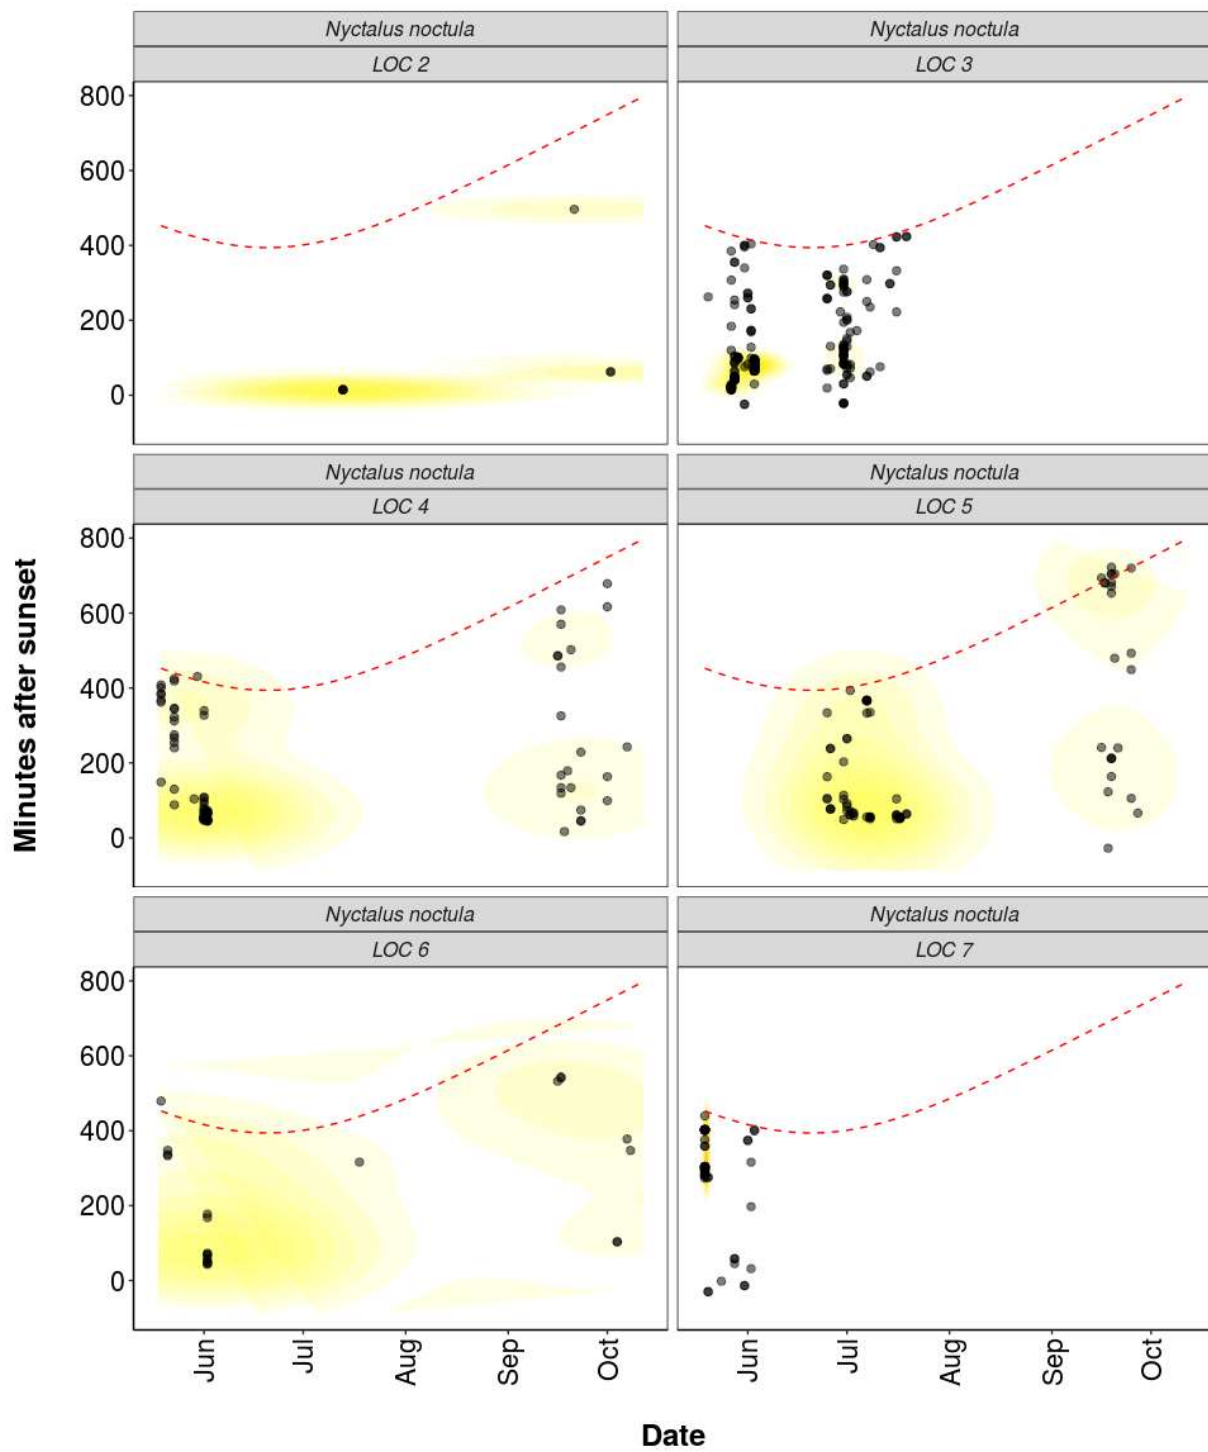 Nyctalus noctula
Nyctalus noctula
LOC 2
LOC 3
800
600
400
200
0
Nyctalus noctula
Nyctalus noctula
LOC 4
LOC 5
800
600
400
200
0
Minutes after sunset
Nyctalus noctula
Nyctalus noctula
LOC 6
LOC 7
800
600
400
200
0
Jun
Jul
Aug
Sep
Oct
Jun
Jul
Aug
Sep
Oct
Date